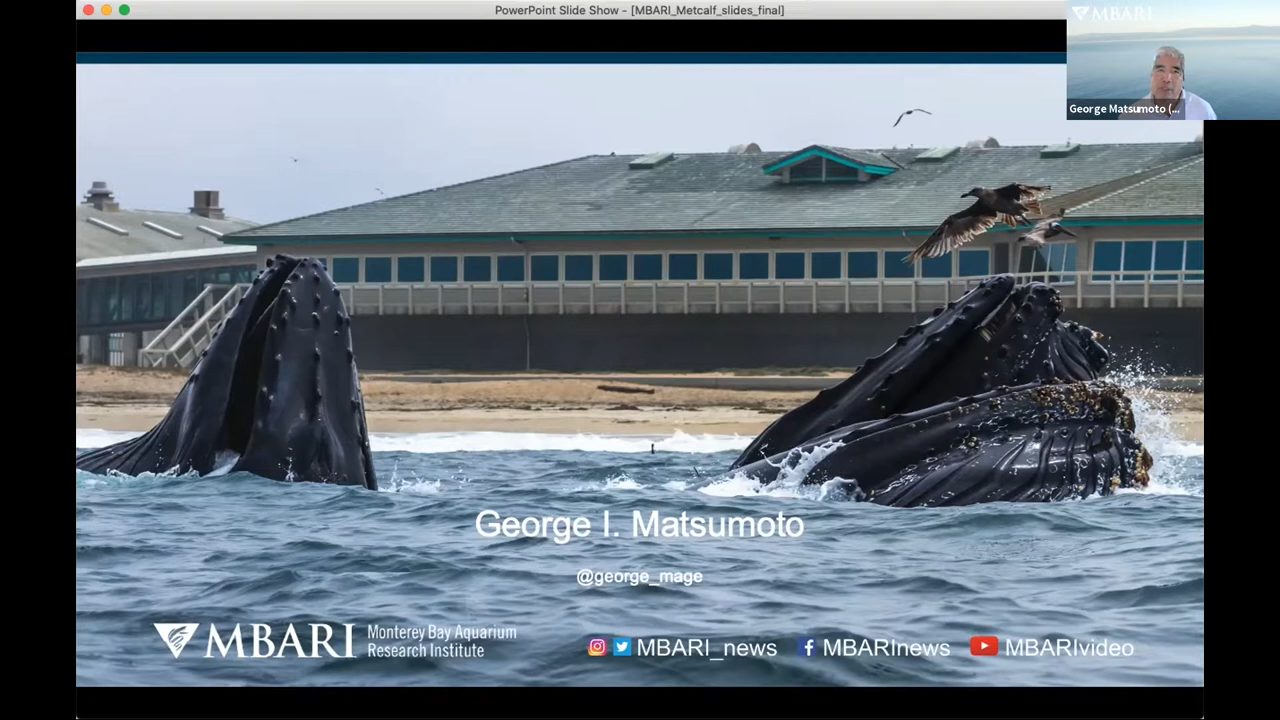 PowerPoint Slide Show - [MBARI_Metcalf_slides_final]
MBARI
George Matsumoto (...
George I. Matsumoto
@george_mage
MBARI Monterey Bay Aquarium
Research Institute
MBARI_news MBARInews MBARIvideo